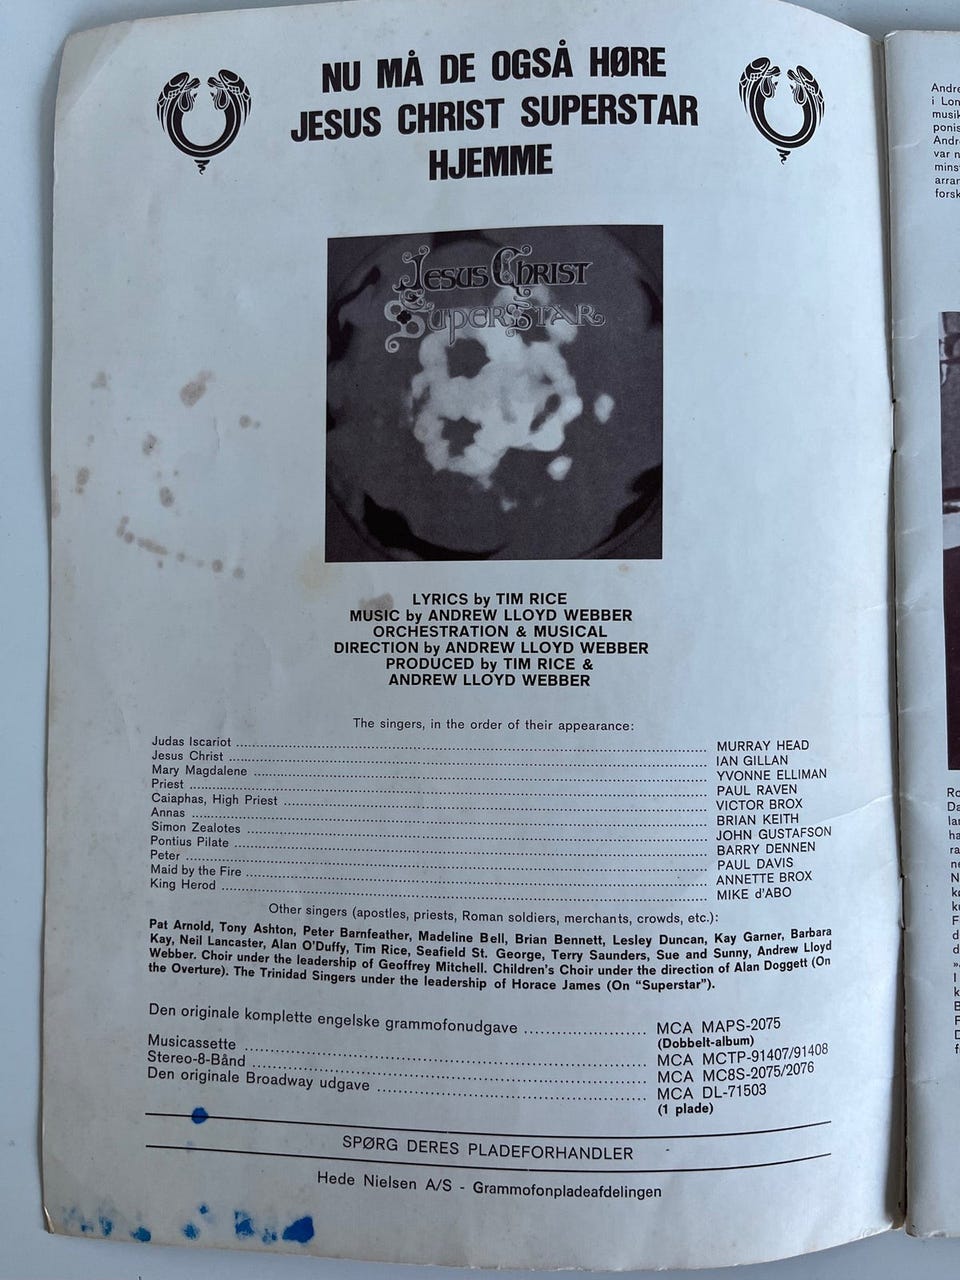 NU MÅ DE OGSÅ HØRE
JESUS CHRIST SUPERSTAR
HJEMME
JESUS CHRIST
SUPERSTAR
LYRICS by TIM RICE
MUSIC by ANDREW LLOYD WEBBER
ORCHESTRATION & MUSICAL
DIRECTION by ANDREW LLOYD WEBBER
PRODUCED by TIM RICE &
ANDREW LLOYD WEBBER
The singers, in the order of their appearance:
Judas Iscariot ........ MURRAY HEAD
Jesus Christ ........ IAN GILLAN
Mary Magdalene ........ YVONNE ELLIMAN
Priest ........ PAUL RAVEN
Caiaphas, High Priest ........ VICTOR BROX
Annas ........ BRIAN KEITH
Simon Zealotes ........ JOHN GUSTAFSON
Pontius Pilate ........ BARRY DENNEN
Peter ........ PAUL DAVIS
Maid by the Fire ........ ANNETTE BROX
King Herod ........ MIKE d'ABO
Other singers (apostles, priests, Roman soldiers, merchants, crowds, etc.):
Pat Arnold, Tony Ashton, Peter Barnfeather, Madeline Bell, Brian Bennett, Lesley Duncan, Kay Garner, Barbara
Kay, Neil Lancaster, Alan O'Duffy, Tim Rice, Seafield St. George, Terry Saunders, Sue and Sunny, Andrew Lloyd
Webber. Choir under the leadership of Geoffrey Mitchell. Children's Choir under the direction of Alan Doggett (On
the Overture). The Trinidad Singers under the leadership of Horace James (On "Superstar").
Den originale komplette engelske grammofonudgave ........ MCA MAPS-2075
(Dobbelt-album)
Musicassette ........ MCA MCTP-91407/91408
Stereo-8-Bånd ........ MCA MC8S-2075/2076
Den originale Broadway udgave ........ MCA DL-71503
(1 plade)
SPØRG DERES PLADEFORHANDLER
Hede Nielsen A/S - Grammofonpladeafdelingen